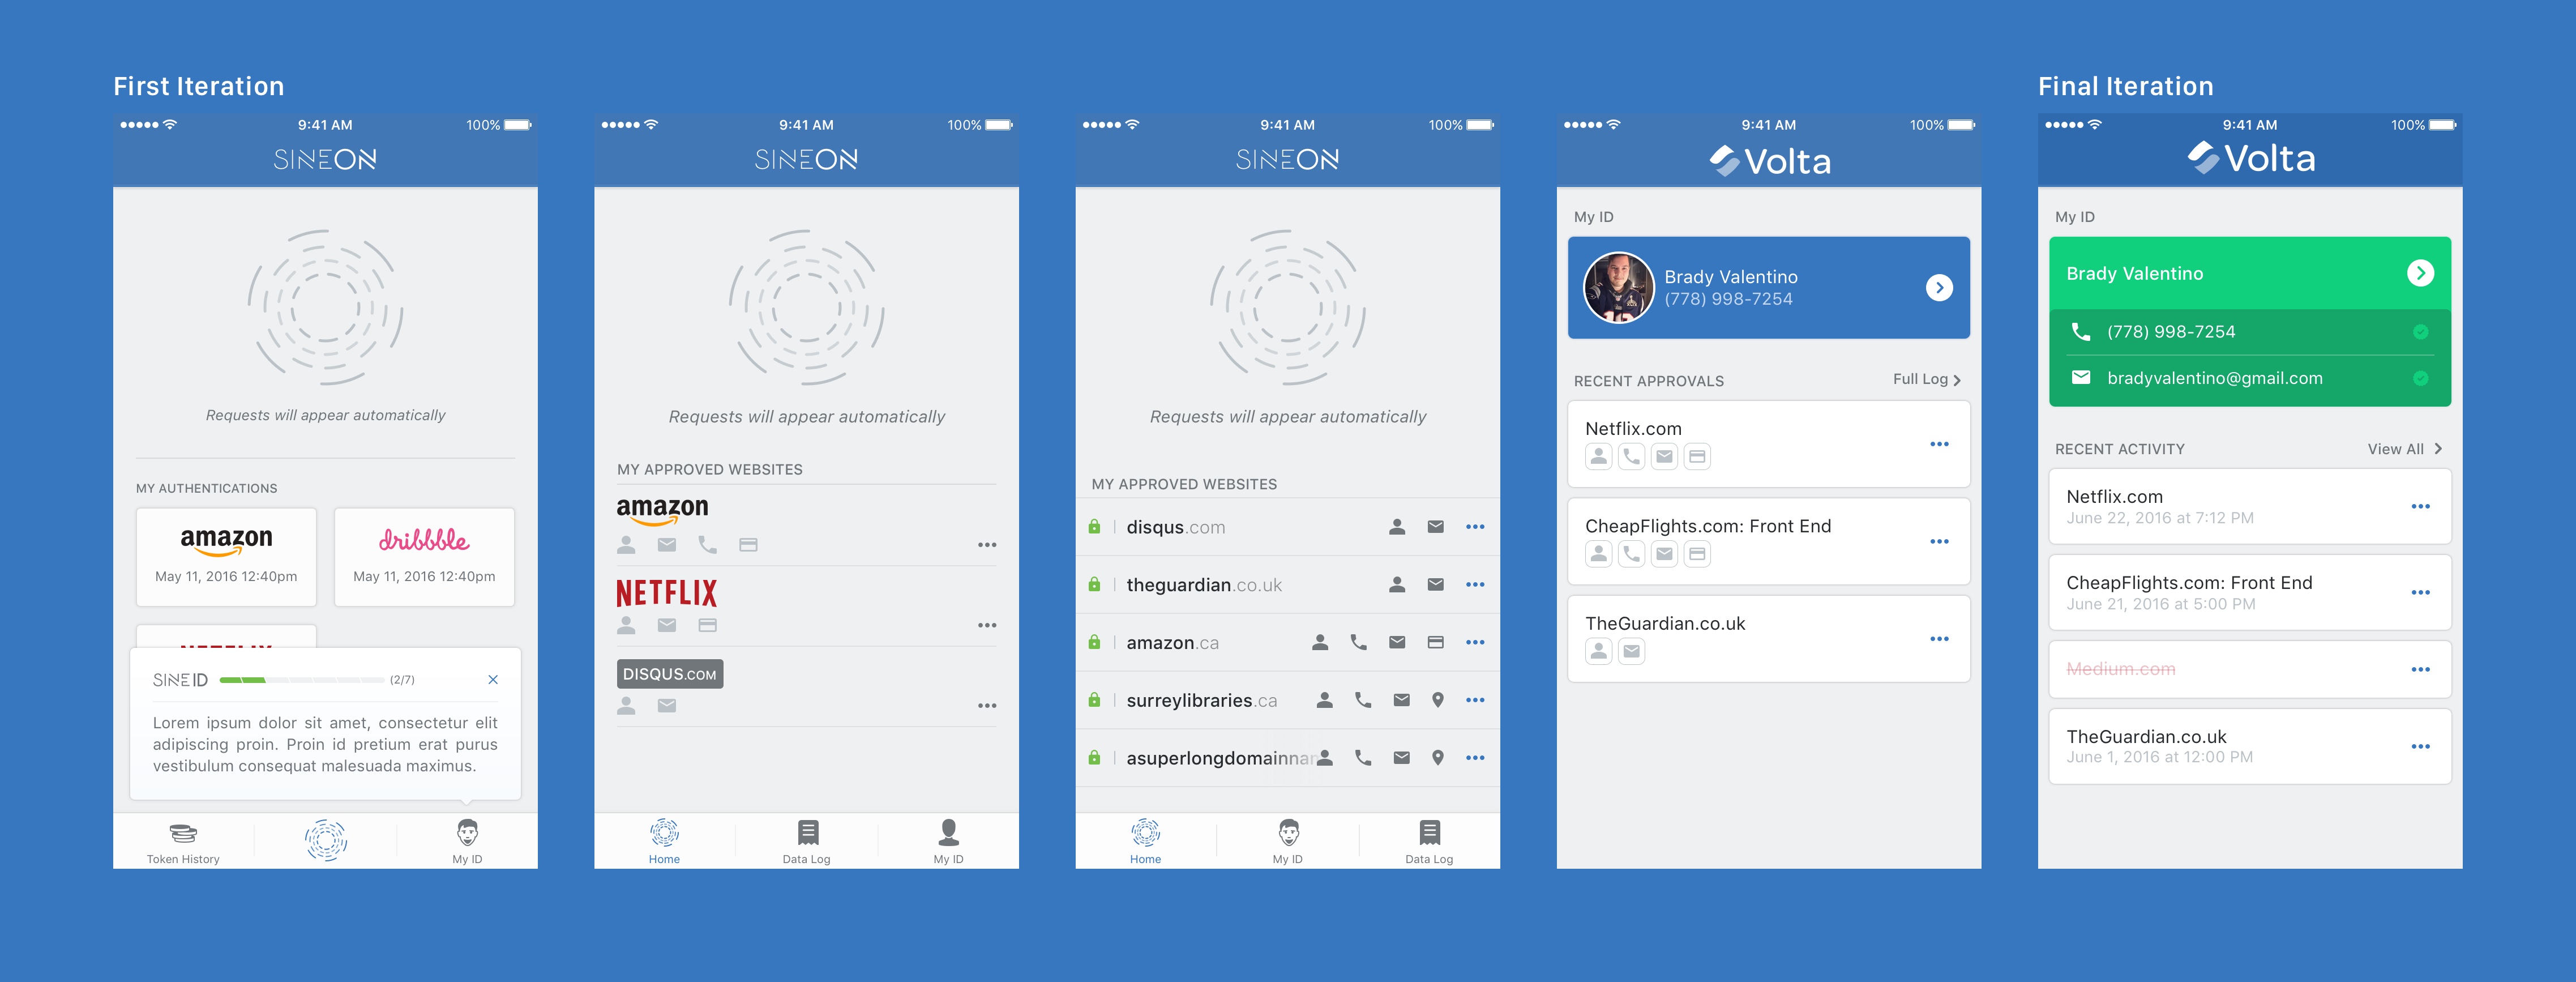 First Iteration
9:41 AM
100%
SINEON
Requests will appear automatically
MY AUTHENTICATIONS
amazon
May 11, 2016 12:40pm
dribbble
May 11, 2016 12:40pm
NETFLIX
SINEID
(2/7)
Lorem ipsum dolor sit amet, consectetur elit
adipiscing proin. Proin id pretium erat purus
vestibulum consequat malesuada maximus.
Token History
My ID
9:41 AM
100%
SINEON
Requests will appear automatically
MY APPROVED WEBSITES
amazon
NETFLIX
DISQUS.COM
Home
Data Log
My ID
9:41 AM
100%
SINEON
Requests will appear automatically
MY APPROVED WEBSITES
disqus.com
theguardian.co.uk
amazon.ca
surreylibraries.ca
asuperlongdomainnar
Home
My ID
Data Log
9:41 AM
100%
Volta
My ID
Brady Valentino
(778) 998-7254
RECENT APPROVALS
Full Log
Netflix.com
CheapFlights.com: Front End
TheGuardian.co.uk
Final Iteration
9:41 AM
100%
Volta
My ID
Brady Valentino
(778) 998-7254
bradyvalentino@gmail.com
RECENT ACTIVITY
View All
Netflix.com
June 22, 2016 at 7:12 PM
CheapFlights.com: Front End
June 21, 2016 at 5:00 PM
Medium.com
TheGuardian.co.uk
June 1, 2016 at 12:00 PM